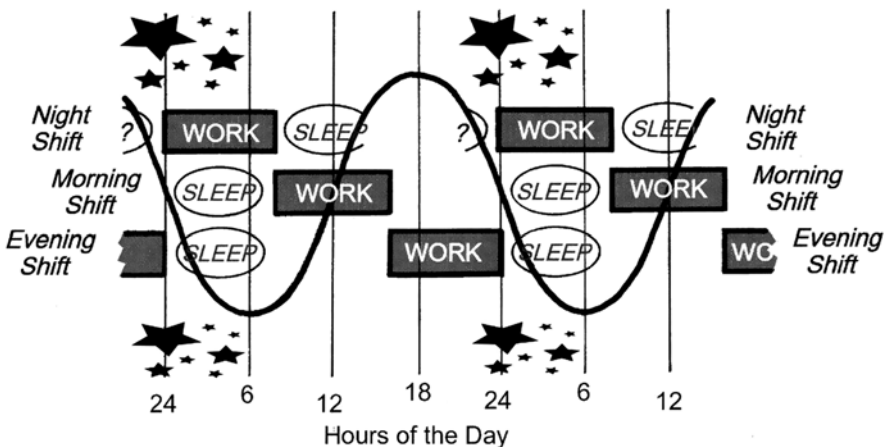 Night
Shift
?
WORK
SLEEP
?
WORK
SLEE
Night
Shift
Morning
Shift
SLEEP
WORK
SLEEP
WORK
Morning
Shift
Evening
Shift
SLEEP
WORK
SLEEP
WO
Evening
Shift
24
6
12
18
24
6
12
Hours of the Day